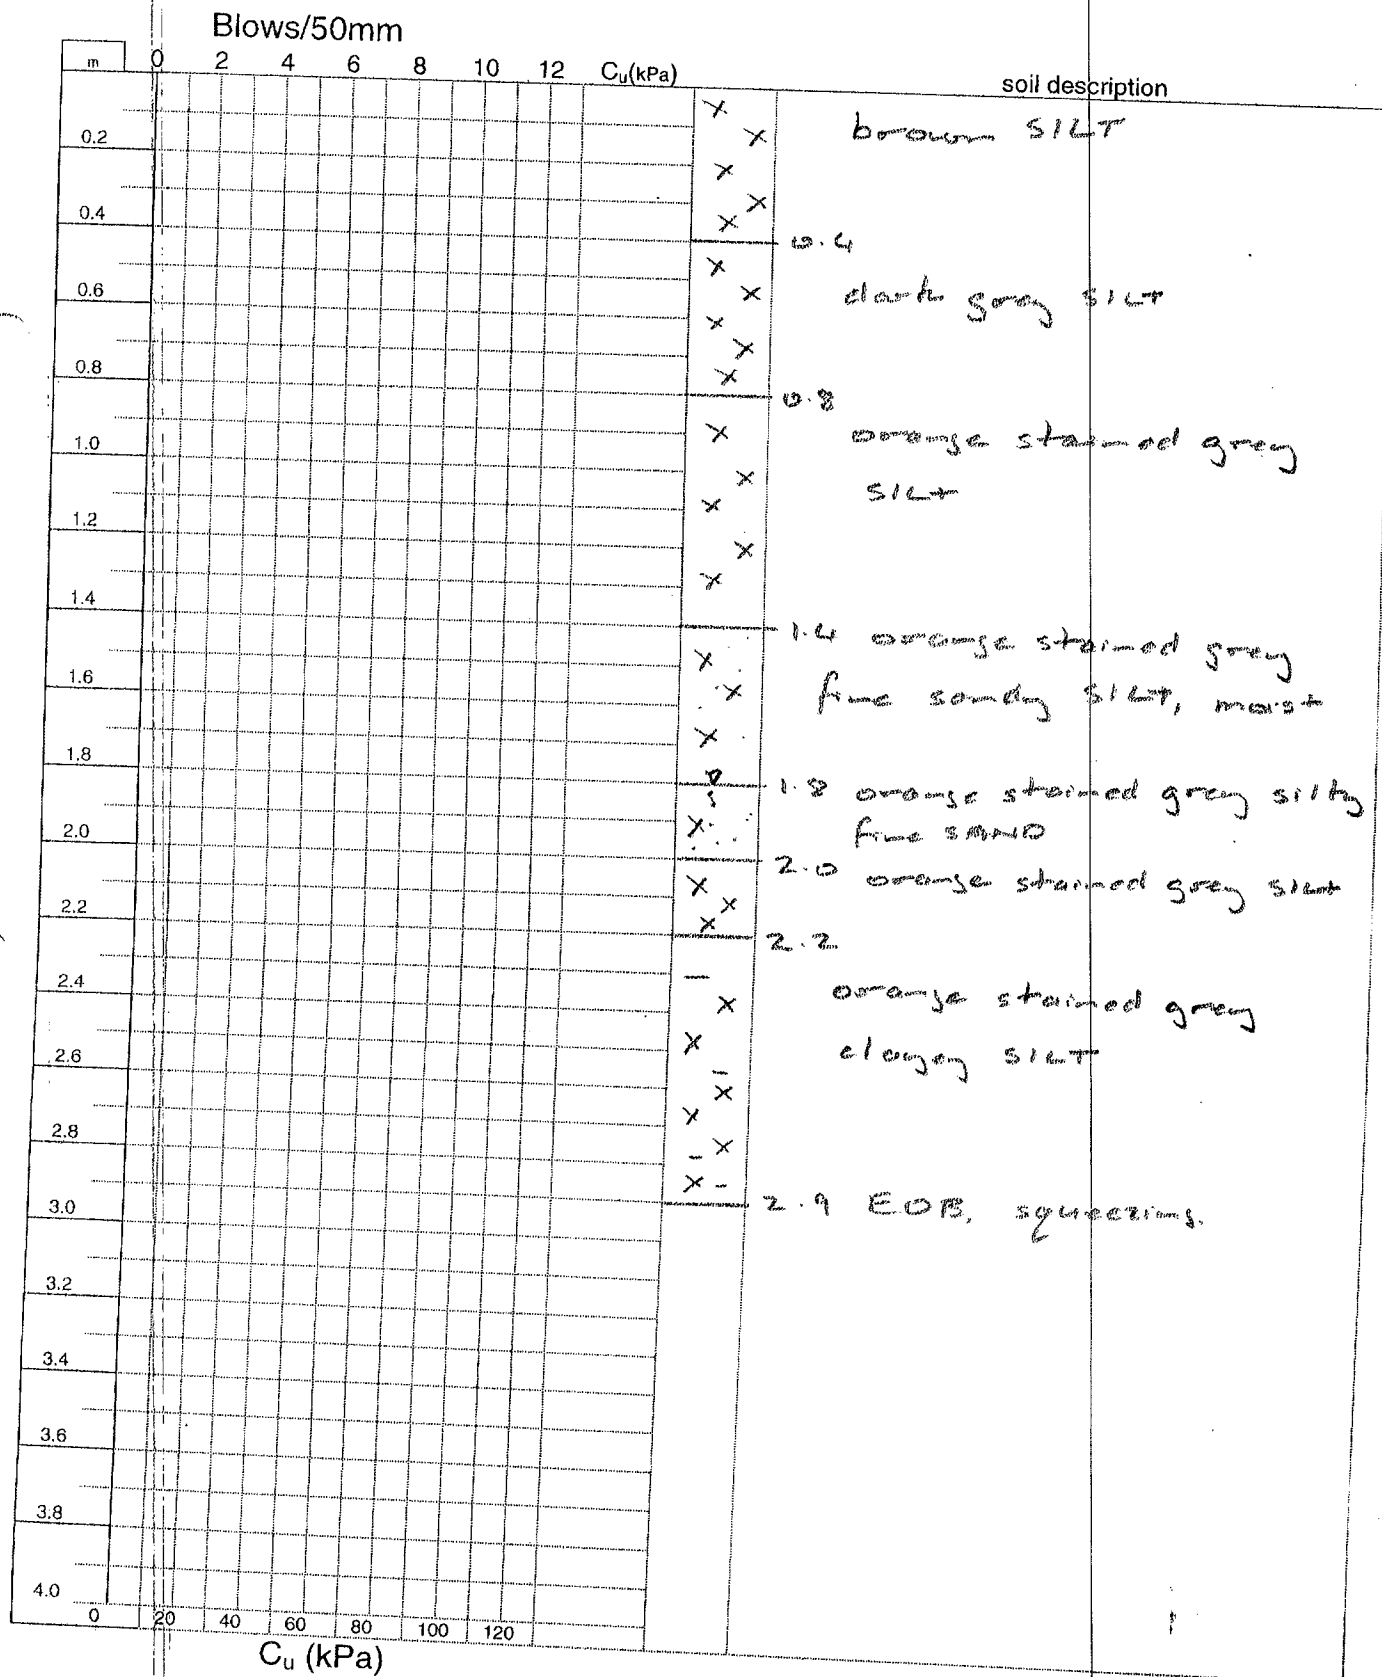 Blows/50mm
m 0 2 4 6 8 10 12 Cu(kPa) soil description
brown SILT
0.2
0.4
0.4
dark grey SILT
0.6
0.8
0.8
orange stained grey
1.0
SILT
1.2
1.4
1.4 orange stained grey
1.6
fine sandy SILT, moist
1.8
1.8 orange stained grey silty
fine SAND
2.0
2.0 orange stained grey SILT
2.2
2.2
2.4
orange stained grey
clayey SILT
2.6
2.8
3.0
2.9 EOB, squeezing.
3.2
3.4
3.6
3.8
4.0
0 20 40 60 80 100 120
Cu (kPa)